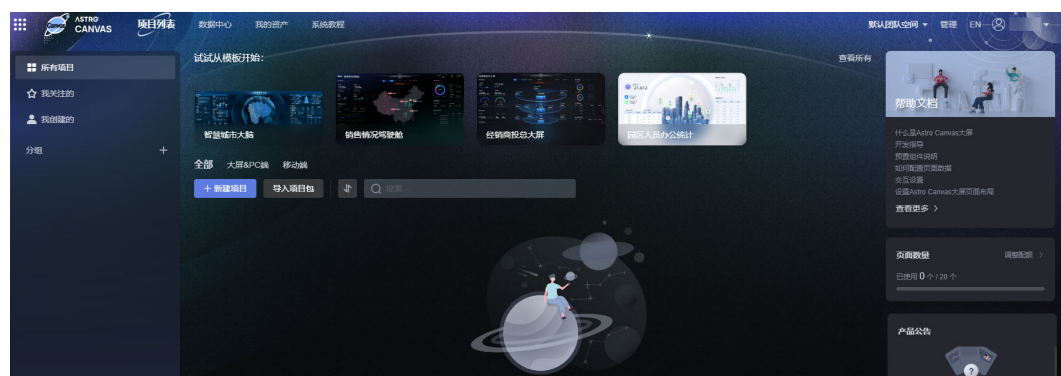 ASTRO CANVAS 项目列表 数据中心 我的资产 系统教程 默认团队空间 管理 EN
所有项目
我关注的
我创建的
分组 +
试试从模板开始: 查看所有
智慧城市大脑 销售情况驾驶舱 经销商投总大屏 园区人员办公统计
全部 大屏&PC端 移动端
+ 新建项目 导入项目包 搜索
帮助文档
什么是Astro Canvas大屏
开发指导
预置组件说明
如何配置页面数据
交互设置
设置Astro Canvas大屏页面布局
查看更多 >
页面数量 调整配额 >
已使用 0 个 / 20 个
产品公告